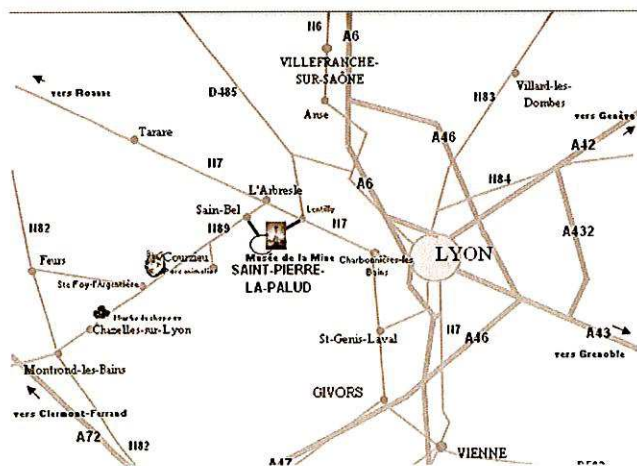 N6
A6
VILLEFRANCHE-
SUR-SAÔNE
Villard-les-
Dombes
vers Roanne
D485
Anse
N83
vers Genève
Tarare
A46
A42
N7
A6
N84
L'Arbresle
Sain-Bel
Lentilly
N7
N82
N89
A432
Feurs
Courzieu
Parc animalier
Musée de la Mine
SAINT-PIERRE-
LA-PALUD
Charbonnières-les
Bains
LYON
Ste Foy-l'Argentière
Chazelles-sur-Lyon
St-Genis-Laval
N7
A46
A43
vers Grenoble
Montrond-les-Bains
GIVORS
vers Clermont-Ferrand
A72
N82
A47
VIENNE